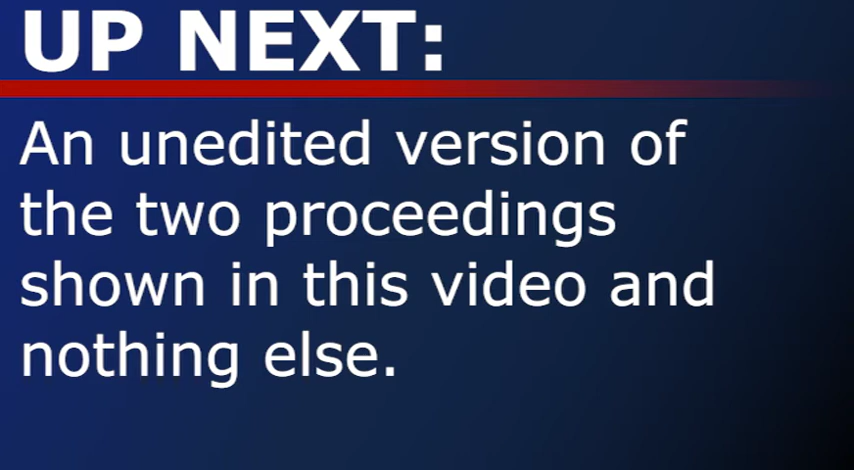 UP NEXT:
An unedited version of
the two proceedings
shown in this video and
nothing else.